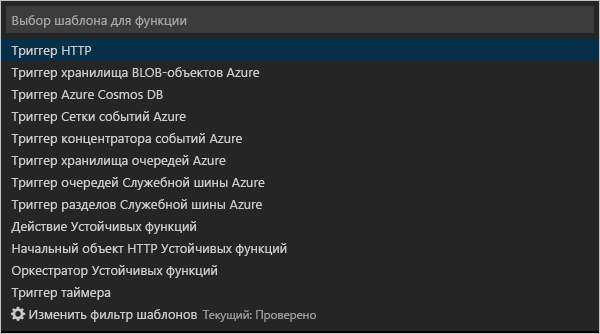 Выбор шаблона для функции
Триггер HTTP
Триггер хранилища BLOB-объектов Azure
Триггер Azure Cosmos DB
Триггер Сетки событий Azure
Триггер концентратора событий Azure
Триггер хранилища очередей Azure
Триггер очередей Служебной шины Azure
Триггер разделов Служебной шины Azure
Действие Устойчивых функций
Начальный объект HTTP Устойчивых функций
Оркестратор Устойчивых функций
Триггер таймера
Изменить фильтр шаблонов Текущий: Проверено